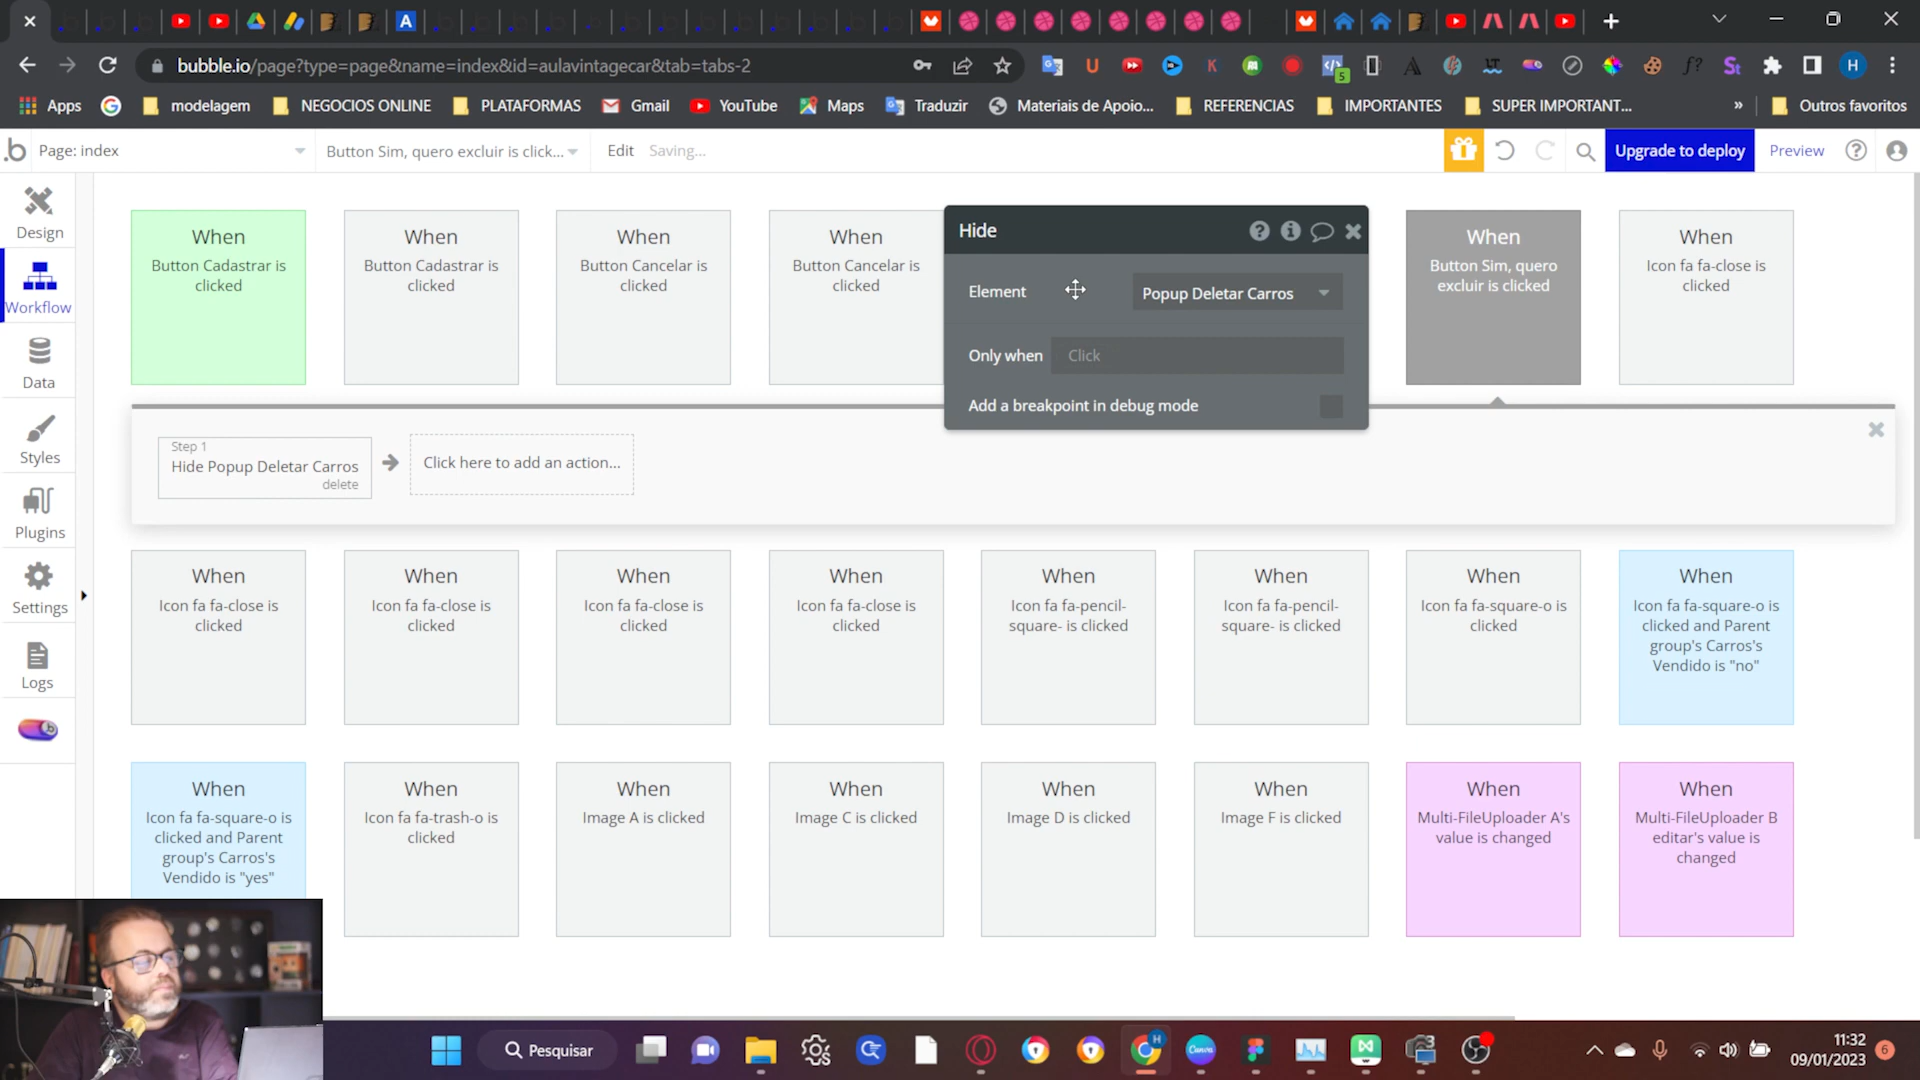 bubble.io/page?type=page&name=index&id=aulavintagecar&tab=tabs-2
Apps
modelagem
NEGOCIOS ONLINE
PLATAFORMAS
Gmail
YouTube
Maps
Traduzir
Materiais de Apoio...
REFERENCIAS
IMPORTANTES
SUPER IMPORTANT...
»
Outros favoritos
Page: index
Button Sim, quero excluir is click...
Edit
Saving...
Upgrade to deploy
Preview
Design
Workflow
Data
Styles
Plugins
Settings
Logs
When
Button Cadastrar is
clicked
When
Button Cadastrar is
clicked
When
Button Cancelar is
clicked
When
Button Cancelar is
clicked
Hide
Element
Popup Deletar Carros
Only when
Click
Add a breakpoint in debug mode
When
Button Sim, quero
excluir is clicked
When
Icon fa fa-close is
clicked
Step 1
Hide Popup Deletar Carros
delete
Click here to add an action...
When
Icon fa fa-close is
clicked
When
Icon fa fa-close is
clicked
When
Icon fa fa-close is
clicked
When
Icon fa fa-close is
clicked
When
Icon fa fa-pencil-
square- is clicked
When
Icon fa fa-pencil-
square- is clicked
When
Icon fa fa-square-o is
clicked
When
Icon fa fa-square-o is
clicked and Parent
group's Carros's
Vendido is "no"
When
Icon fa fa-square-o is
clicked and Parent
group's Carros's
Vendido is "yes"
When
Icon fa fa-trash-o is
clicked
When
Image A is clicked
When
Image C is clicked
When
Image D is clicked
When
Image F is clicked
When
Multi-FileUploader A's
value is changed
When
Multi-FileUploader B
editar's value is
changed
Pesquisar
11:32
09/01/2023
6